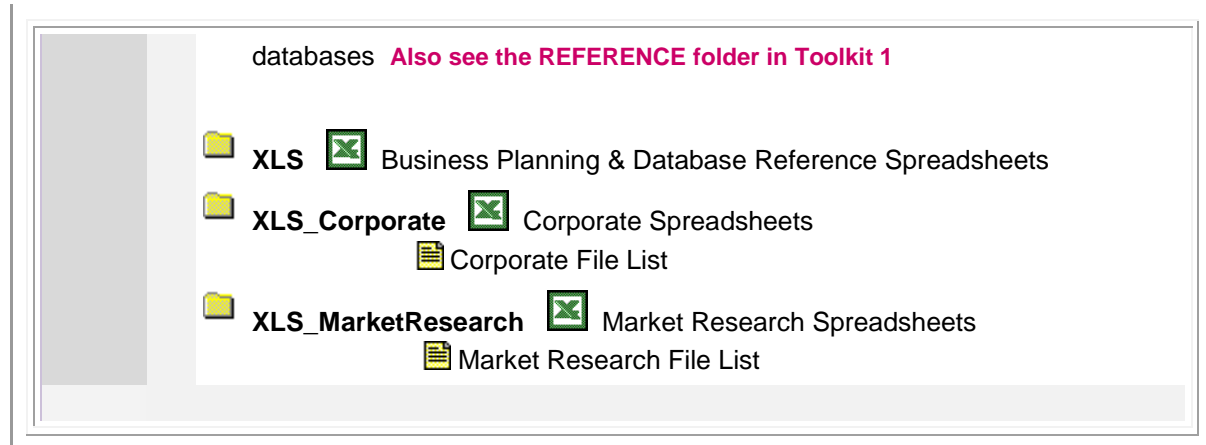 databases Also see the REFERENCE folder in Toolkit 1
XLS Business Planning & Database Reference Spreadsheets
XLS_Corporate Corporate Spreadsheets
Corporate File List
XLS_MarketResearch Market Research Spreadsheets
Market Research File List